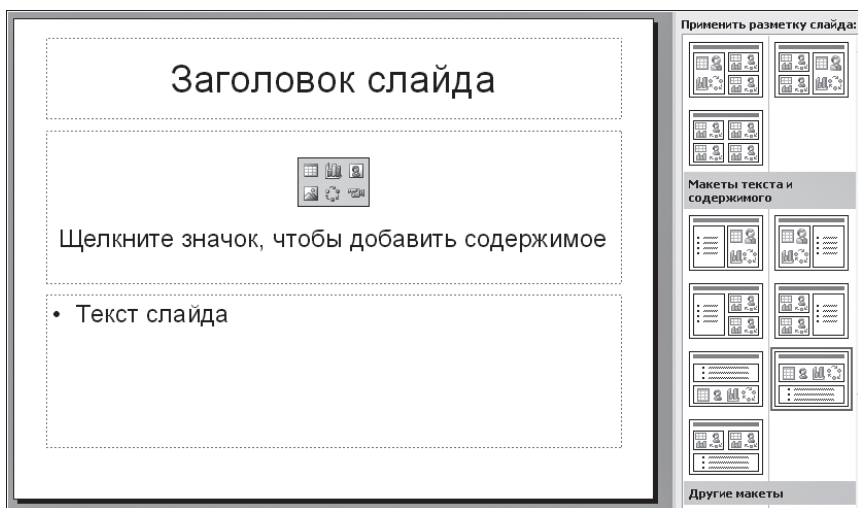 Заголовок слайда
Щелкните значок, чтобы добавить содержимое
• Текст слайда
Применить разметку слайда:
Макеты текста и
содержимого
Другие макеты